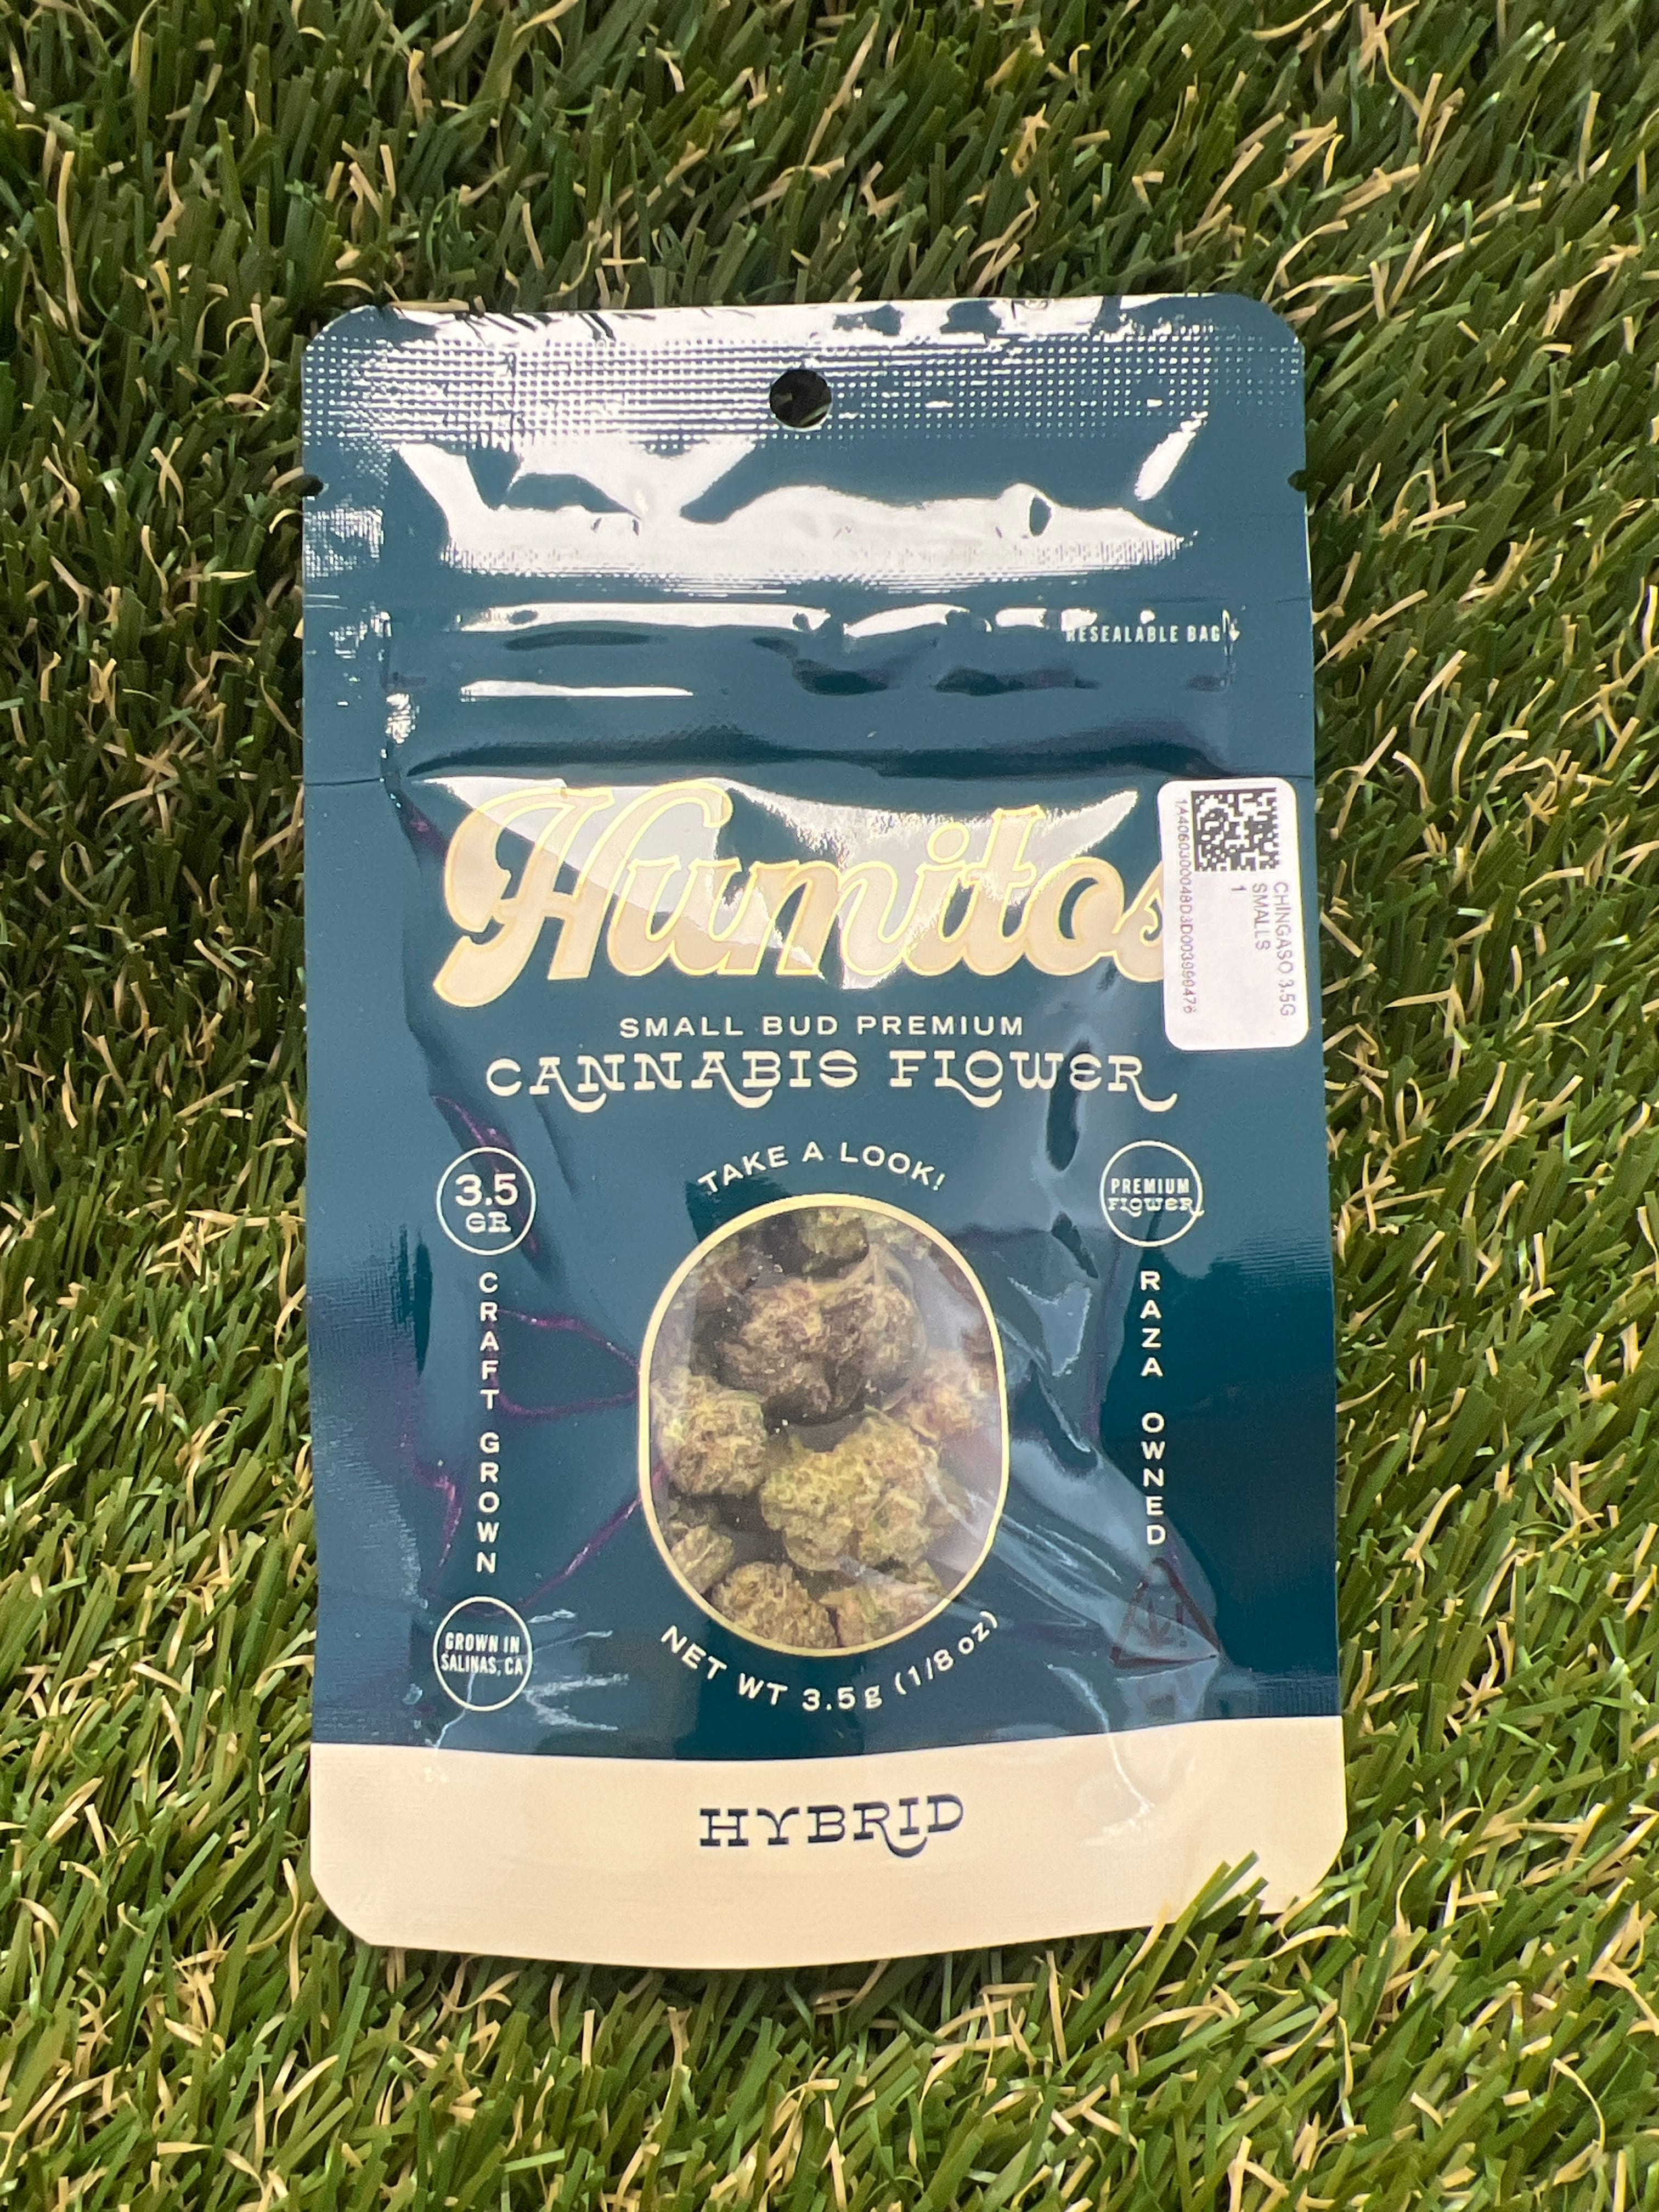 RESEALABLE BAG
Humitos
CHINGASO 3.5G
SMALLS
1
SMALL BUD PREMIUM
CANNABIS FLOWER
TAKE A LOOK!
3.5
GR
CRAFT GROWN
GROWN IN
SALINAS, CA
PREMIUM
FLOWER
RAZA OWNED
NET WT 3.5g (1/8 oz)
HYBRID